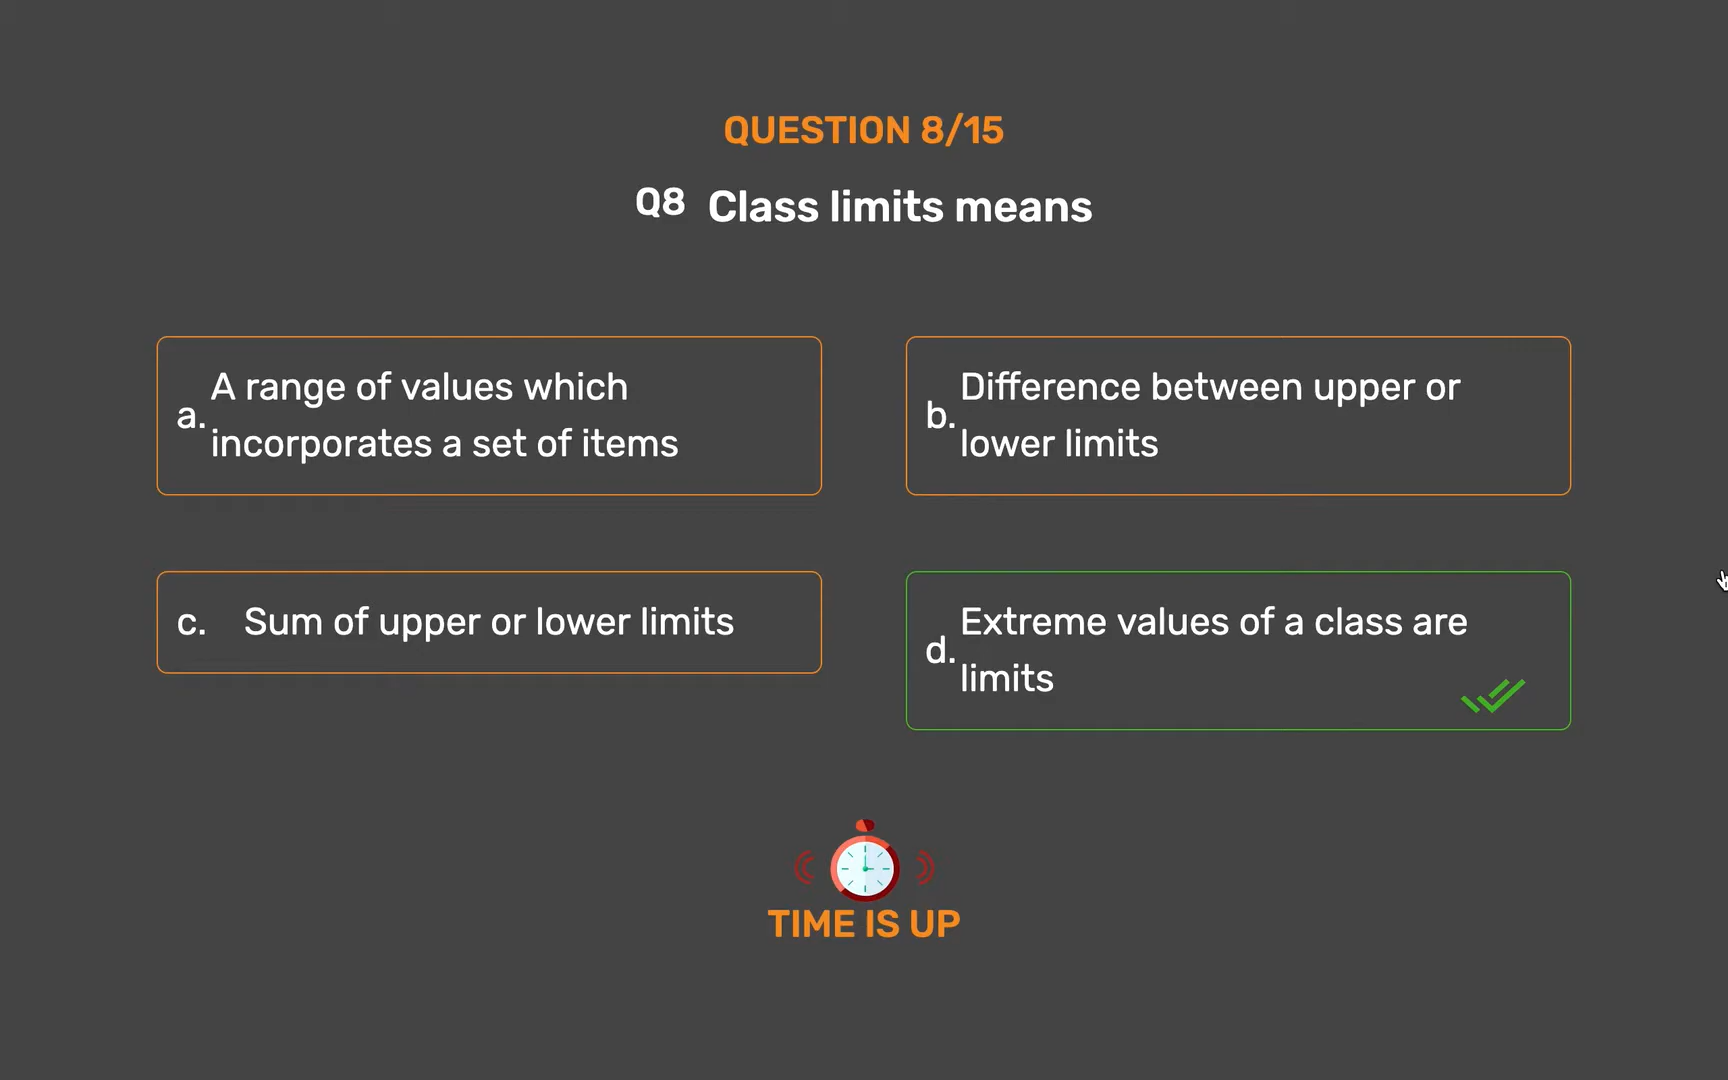 QUESTION 8/15
Q8 Class limits means
a. A range of values which
incorporates a set of items
b. Difference between upper or
lower limits
c. Sum of upper or lower limits
d. Extreme values of a class are
limits
TIME IS UP